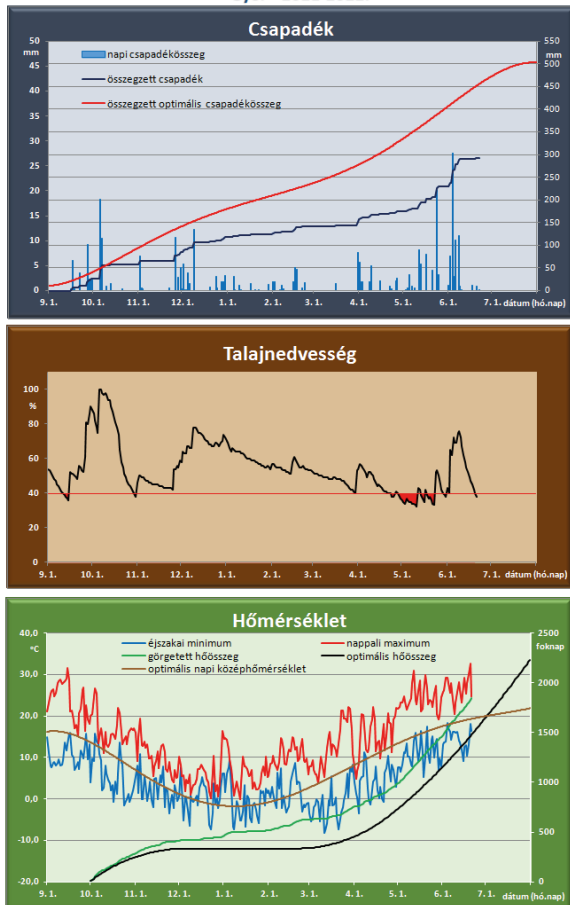 Csapadék
50
mm
45
40
35
30
25
20
15
10
5
0
550
mm
500
450
400
350
300
250
200
150
100
50
0
napi csapadékösszeg
összegzett csapadék
összegzett optimális csapadékösszeg
9. 1. 10. 1. 11. 1. 12. 1. 1. 1. 2. 1. 3. 1. 4. 1. 5. 1. 6. 1. 7. 1. dátum (hó.nap)
Talajnedvesség
100
%
80
60
40
20
0
9. 1. 10. 1. 11. 1. 12. 1. 1. 1. 2. 1. 3. 1. 4. 1. 5. 1. 6. 1. 7. 1. dátum (hó.nap)
Hőmérséklet
40,0
°C
30,0
20,0
10,0
0,0
-10,0
-20,0
2500
foknap
2000
1500
1000
500
0
éjszakai minimum nappali maximum
görgetett hőösszeg optimális hőösszeg
optimális napi középhőmérséklet
9. 1. 10. 1. 11. 1. 12. 1. 1. 1. 2. 1. 3. 1. 4. 1. 5. 1. 6. 1. 7. 1. dátum (hó.nap)